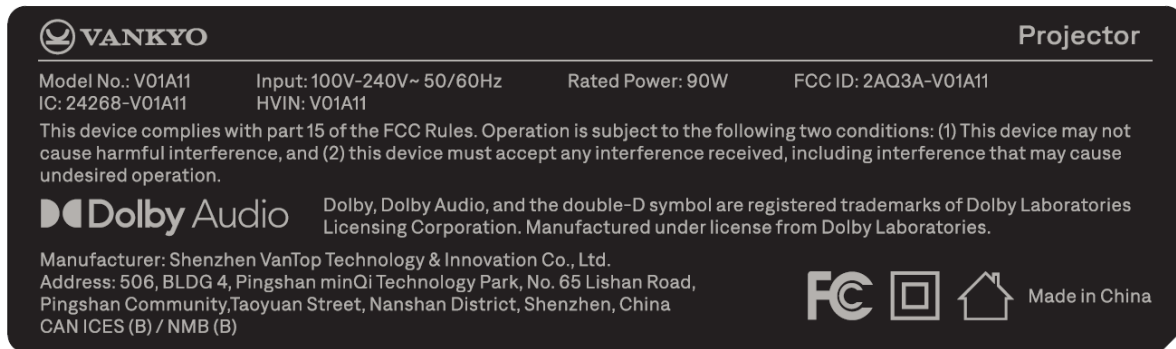 VANKYO
Projector
Model No.: V01A11 Input: 100V-240V~ 50/60Hz Rated Power: 90W FCC ID: 2AQ3A-V01A11
IC: 24268-V01A11 HVIN: V01A11
This device complies with part 15 of the FCC Rules. Operation is subject to the following two conditions: (1) This device may not
cause harmful interference, and (2) this device must accept any interference received, including interference that may cause
undesired operation.
Dolby Audio
Dolby, Dolby Audio, and the double-D symbol are registered trademarks of Dolby Laboratories
Licensing Corporation. Manufactured under license from Dolby Laboratories.
Manufacturer: Shenzhen VanTop Technology & Innovation Co., Ltd.
Address: 506, BLDG 4, Pingshan minQi Technology Park, No. 65 Lishan Road,
Pingshan Community,Taoyuan Street, Nanshan District, Shenzhen, China
CAN ICES (B) / NMB (B)
FC
Made in China